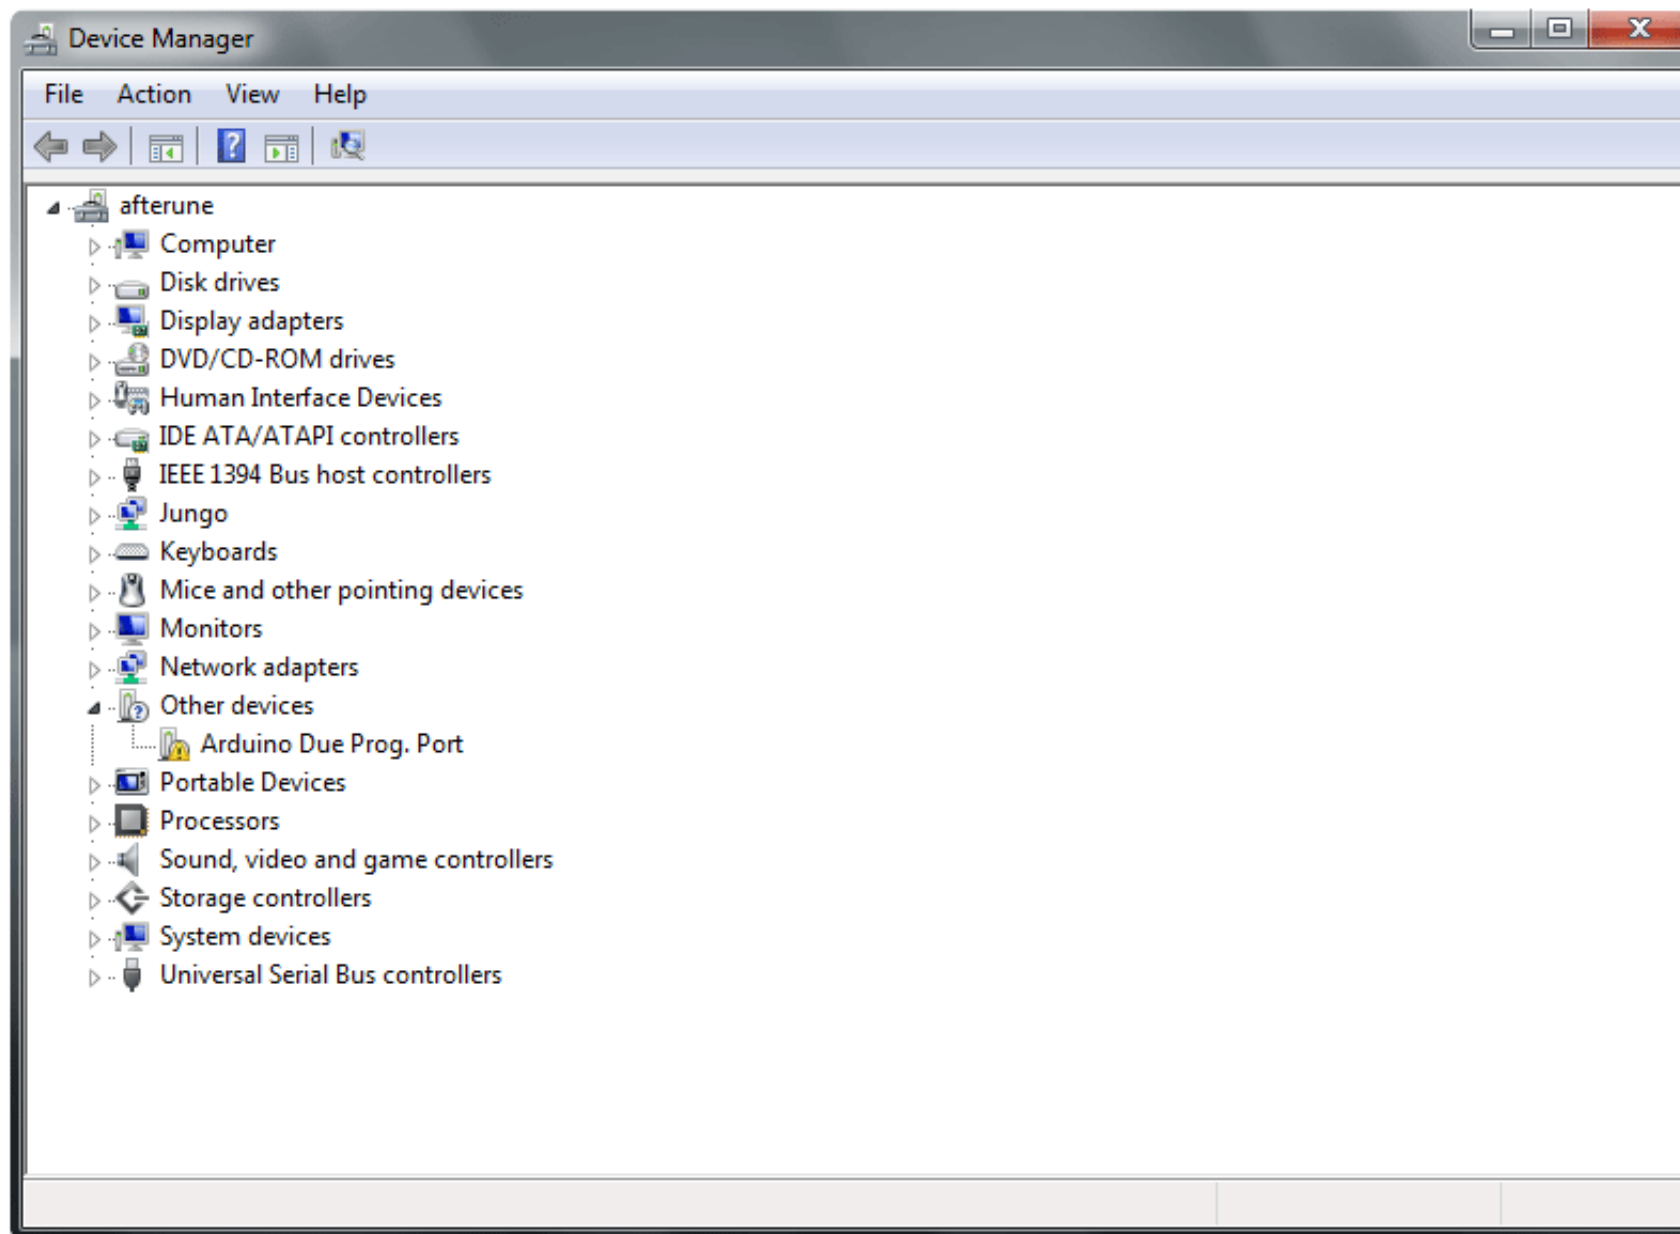 Device Manager
File Action View Help
afterune
Computer
Disk drives
Display adapters
DVD/CD-ROM drives
Human Interface Devices
IDE ATA/ATAPI controllers
IEEE 1394 Bus host controllers
Jungo
Keyboards
Mice and other pointing devices
Monitors
Network adapters
Other devices
Arduino Due Prog. Port
Portable Devices
Processors
Sound, video and game controllers
Storage controllers
System devices
Universal Serial Bus controllers